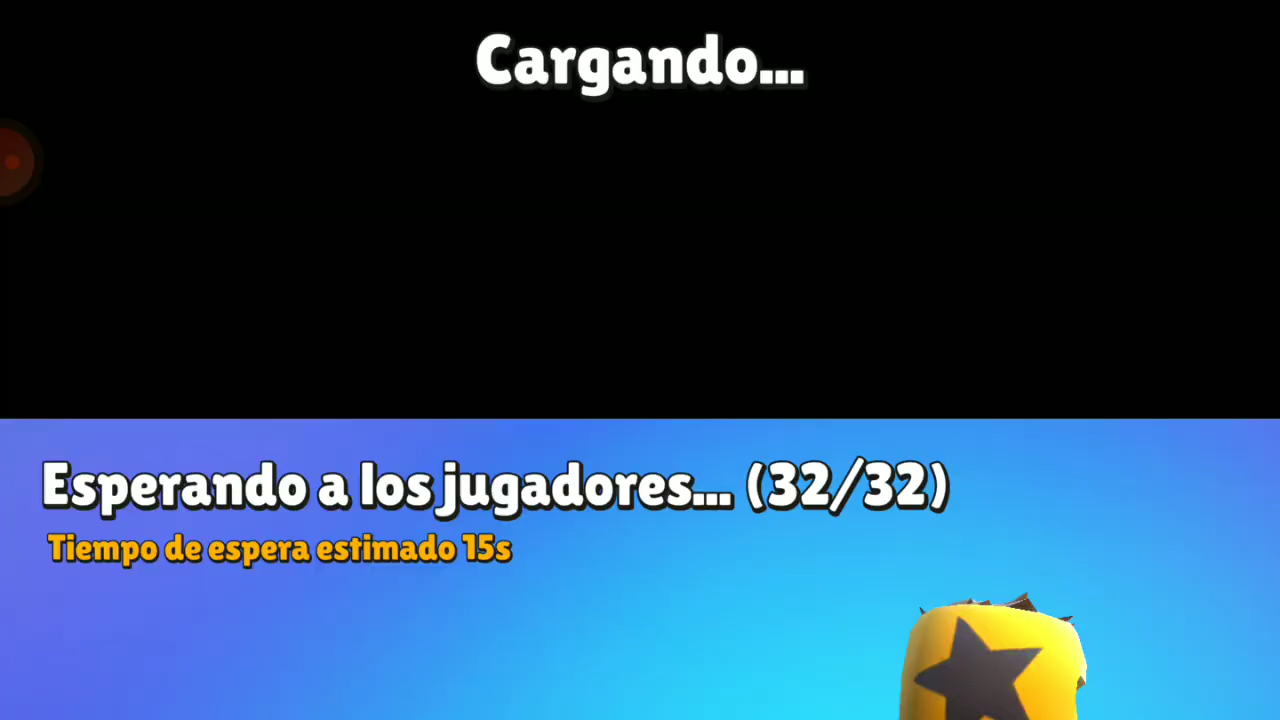 Cargando...
Esperando a los jugadores... (32/32)
Tiempo de espera estimado 15s